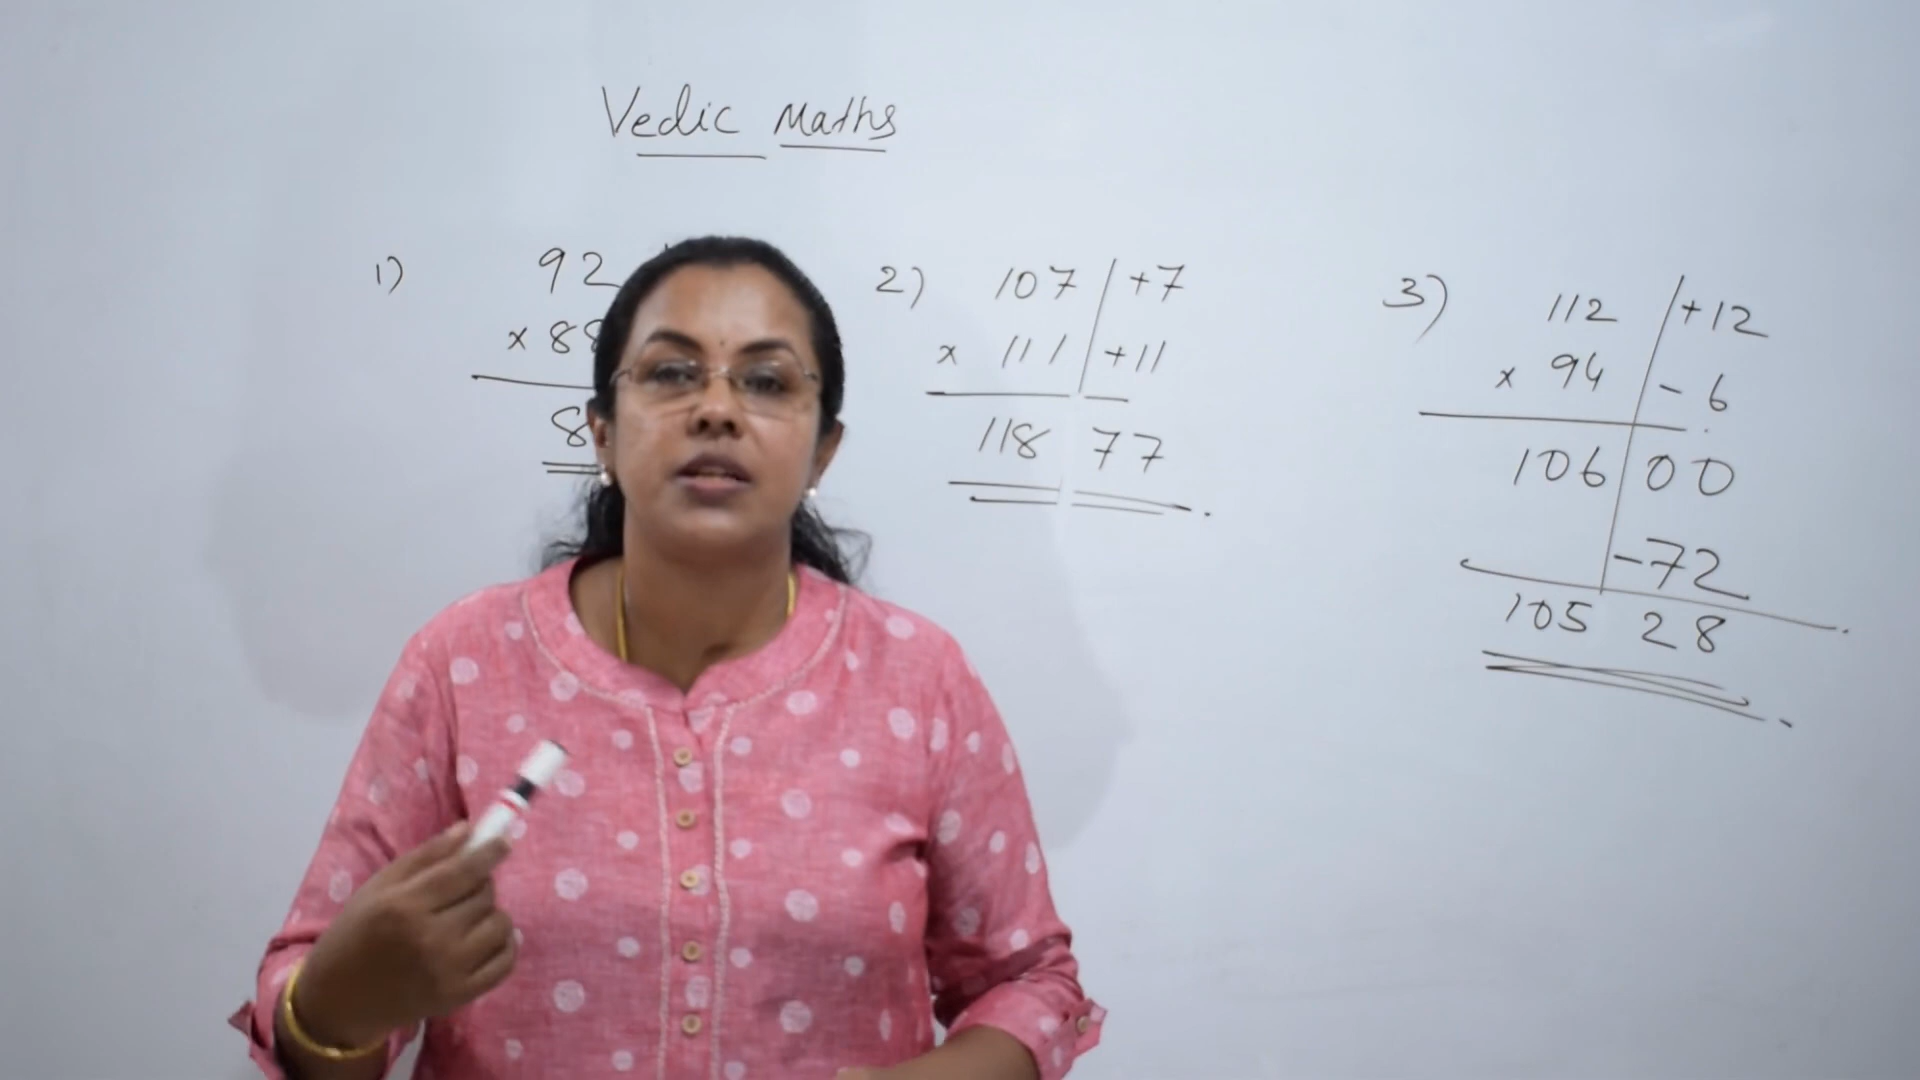 Vedic Maths
1) 92
× 88
8
2) 107 +7
× 111 +11
118 77
3) 112 +12
× 94 - 6
106 00
-72
105 28